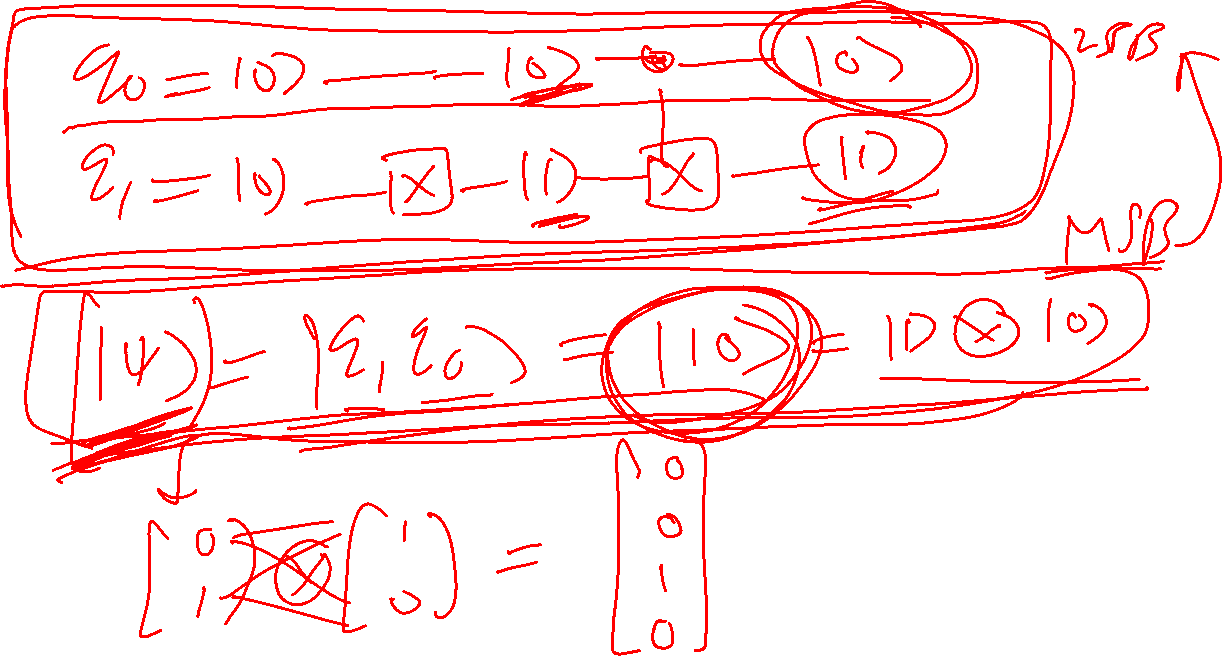 q₀ = |0⟩ |0⟩ |0⟩ LSB
q₁ = |0⟩ X |1⟩ X |1⟩
MSB
|ψ⟩ = |q₁ q₀⟩ = |10⟩ = |1⟩ ⊗ |0⟩
[0 1] ⊗ [1 0] = [0 0 1 0]